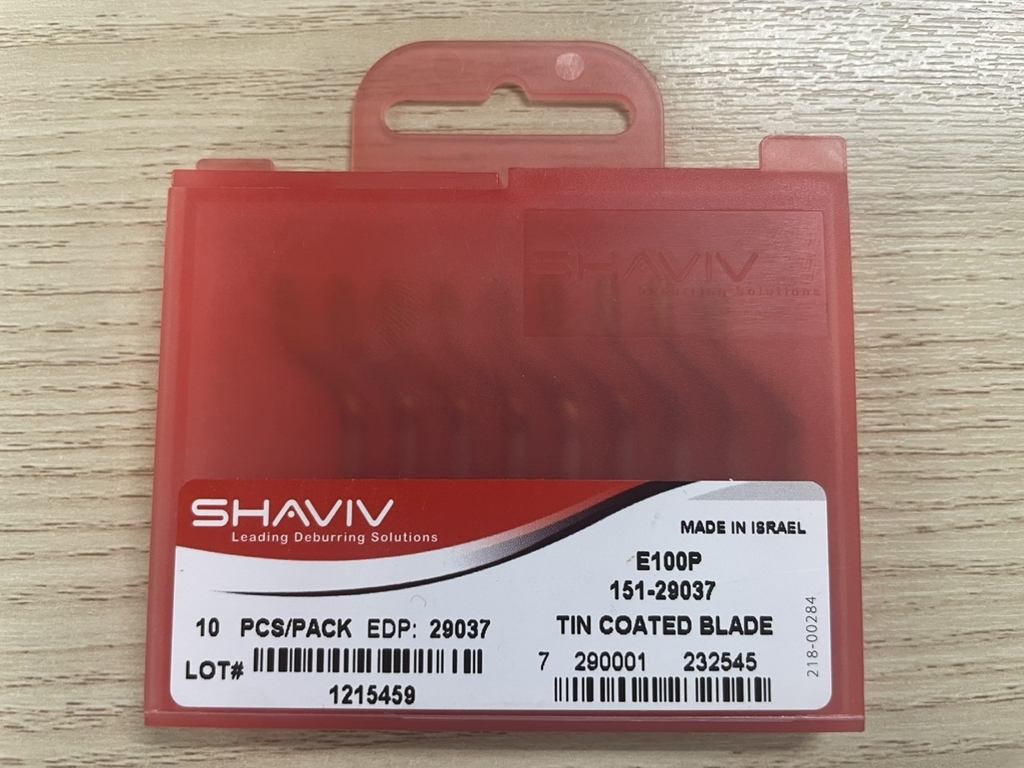 SHAVIV
Deburring Solutions
SHAVIV
Leading Deburring Solutions
MADE IN ISRAEL
E100P
151-29037
TIN COATED BLADE
10 PCS/PACK EDP: 29037
LOT#
1215459
7 290001 232545
218-00284